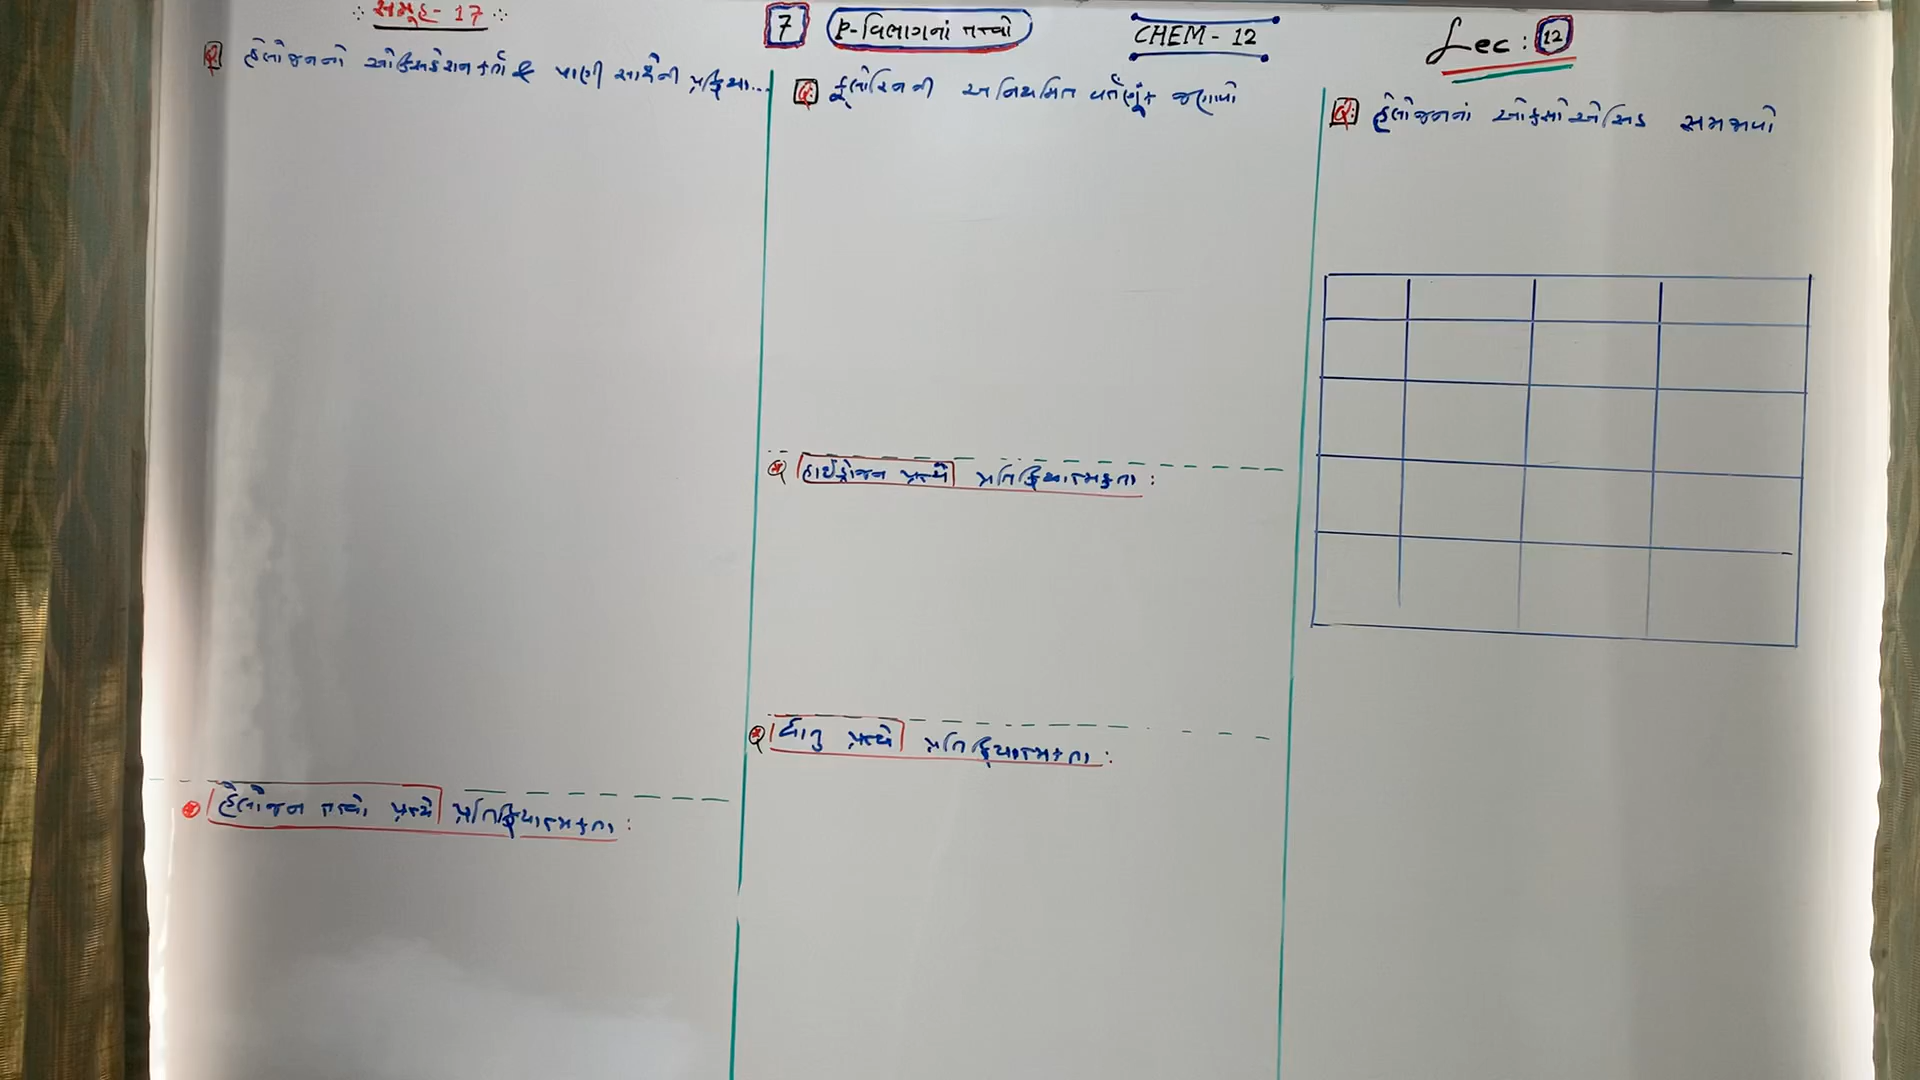 ∴ સમૂહ - 17 ∴
7 p-વિભાગનાં તત્ત્વો
CHEM - 12
Lec : 12
Q: હેલોજનનો ઓક્સિડેશનકર્તા & પાણી સાથેની પ્રક્રિયા...
Q: ફ્લોરિનની અનિયમિત વર્તણૂંક જણાવો
Q: હેલોજનનાં ઓક્સોએસિડ સમજાવો
હાઈડ્રોજન પ્રત્યે પ્રતિક્રિયાત્મકતા :
ધાતુ પ્રત્યે પ્રતિક્રિયાત્મકતા :
હેલોજન તત્વો પ્રત્યે પ્રતિક્રિયાત્મકતા :